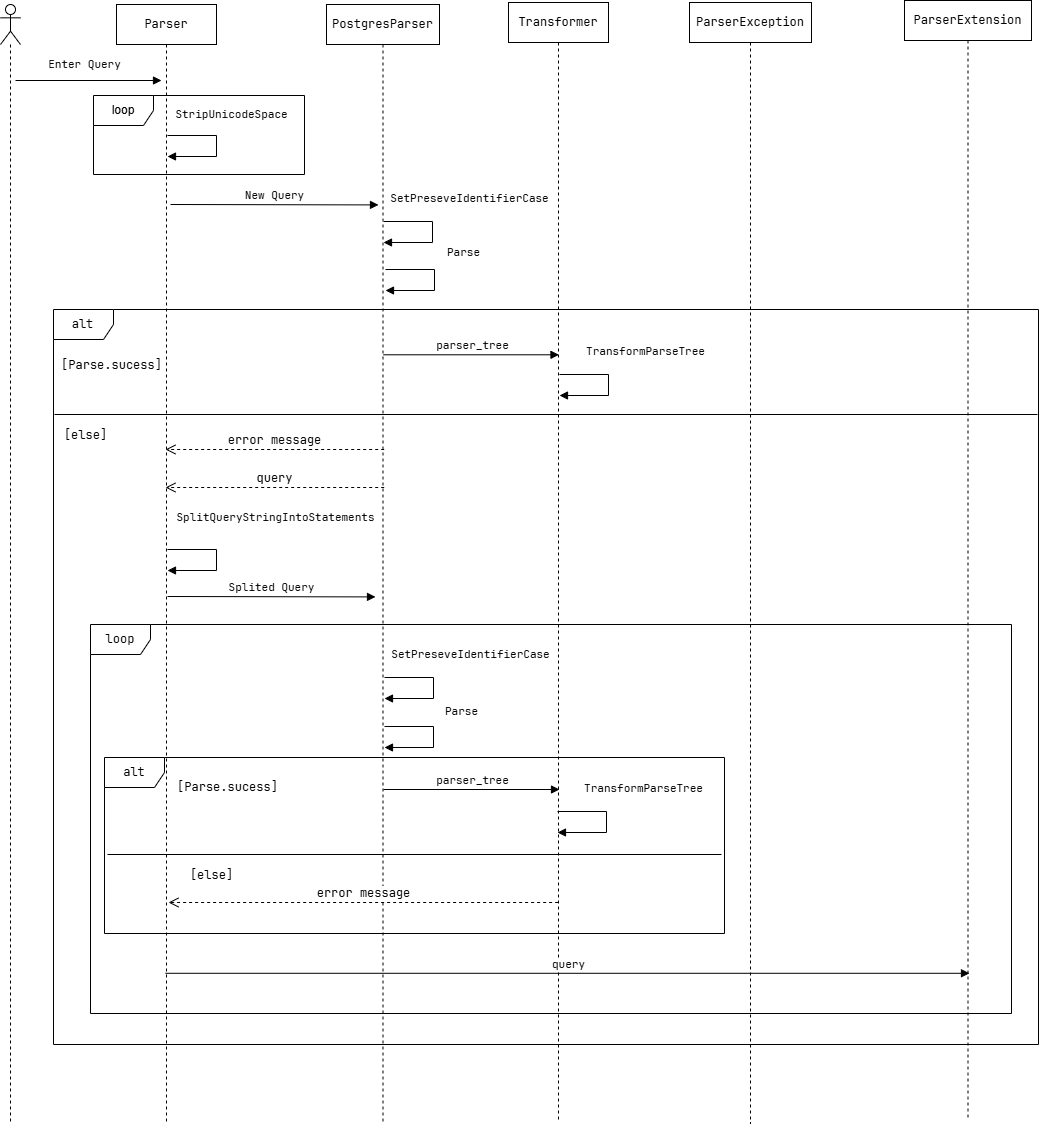 Parser
PostgresParser
Transformer
ParserException
ParserExtension
Enter Query
loop
StripUnicodeSpace
New Query
SetPreseveIdentifierCase
Parse
alt
[Parse.sucess]
parser_tree
TransformParseTree
[else]
error message
query
SplitQueryStringIntoStatements
Splited Query
loop
SetPreseveIdentifierCase
Parse
alt
[Parse.sucess]
parser_tree
TransformParseTree
[else]
error message
query